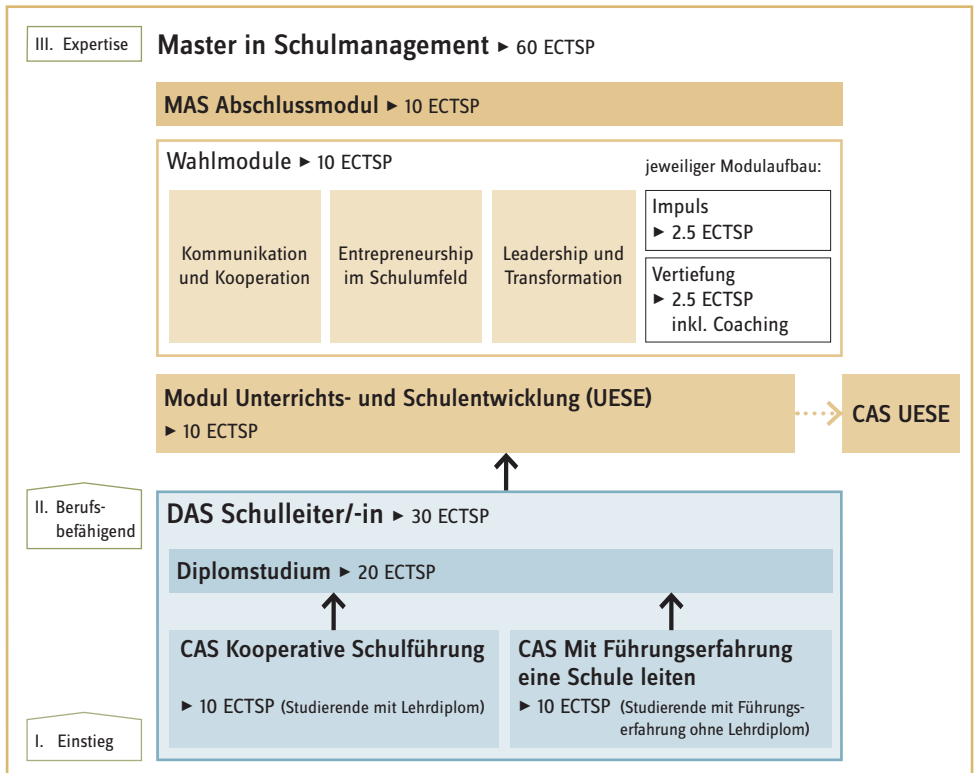 III. Expertise
Master in Schulmanagement ► 60 ECTSP
MAS Abschlussmodul ► 10 ECTSP
Wahlmodule ► 10 ECTSP
jeweiliger Modulaufbau:
Kommunikation
und Kooperation
Entrepreneurship
im Schulumfeld
Leadership und
Transformation
Impuls
► 2.5 ECTSP
Vertiefung
► 2.5 ECTSP
inkl. Coaching
Modul Unterrichts- und Schulentwicklung (UESE)
► 10 ECTSP
CAS UESE
II. Berufs-
befähigend
DAS Schulleiter/-in ► 30 ECTSP
Diplomstudium ► 20 ECTSP
CAS Kooperative Schulführung
► 10 ECTSP (Studierende mit Lehrdiplom)
CAS Mit Führungserfahrung
eine Schule leiten
► 10 ECTSP (Studierende mit Führungs-
erfahrung ohne Lehrdiplom)
I. Einstieg